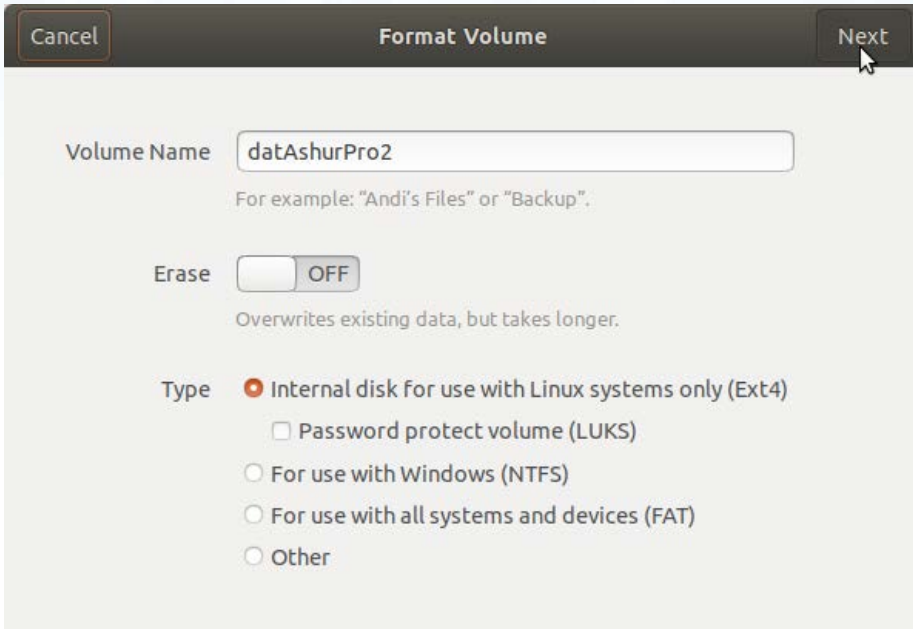 Cancel Format Volume Next
Volume Name datAshurPro2
For example: “Andi’s Files” or “Backup”.
Erase OFF
Overwrites existing data, but takes longer.
Type Internal disk for use with Linux systems only (Ext4)
Password protect volume (LUKS)
For use with Windows (NTFS)
For use with all systems and devices (FAT)
Other